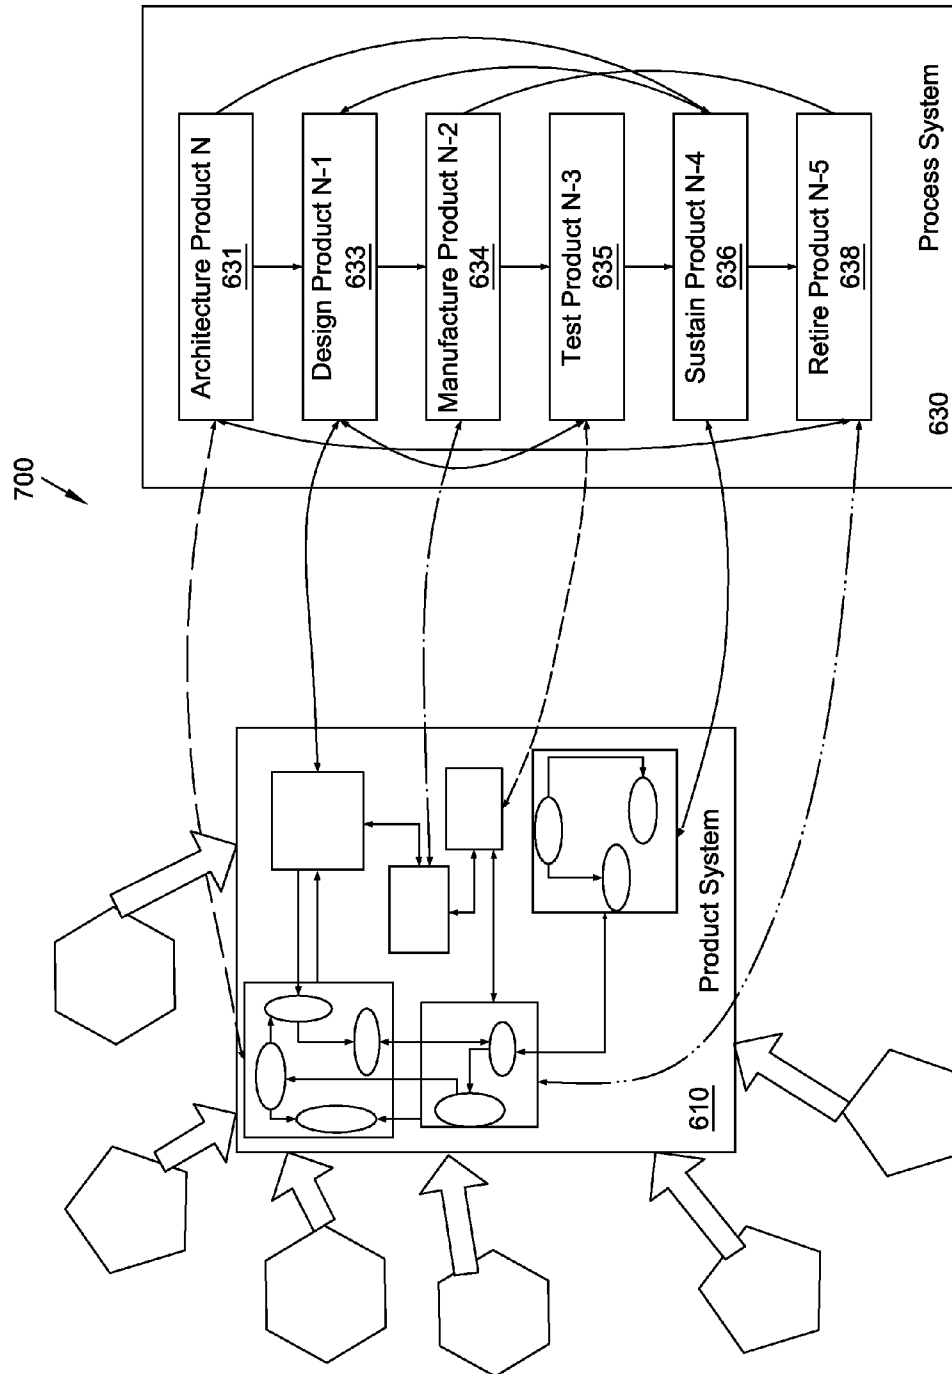 700
Architecture Product N
631
Design Product N-1
633
Manufacture Product N-2
634
Test Product N-3
635
Sustain Product N-4
636
Retire Product N-5
638
630
Process System
610
Product System